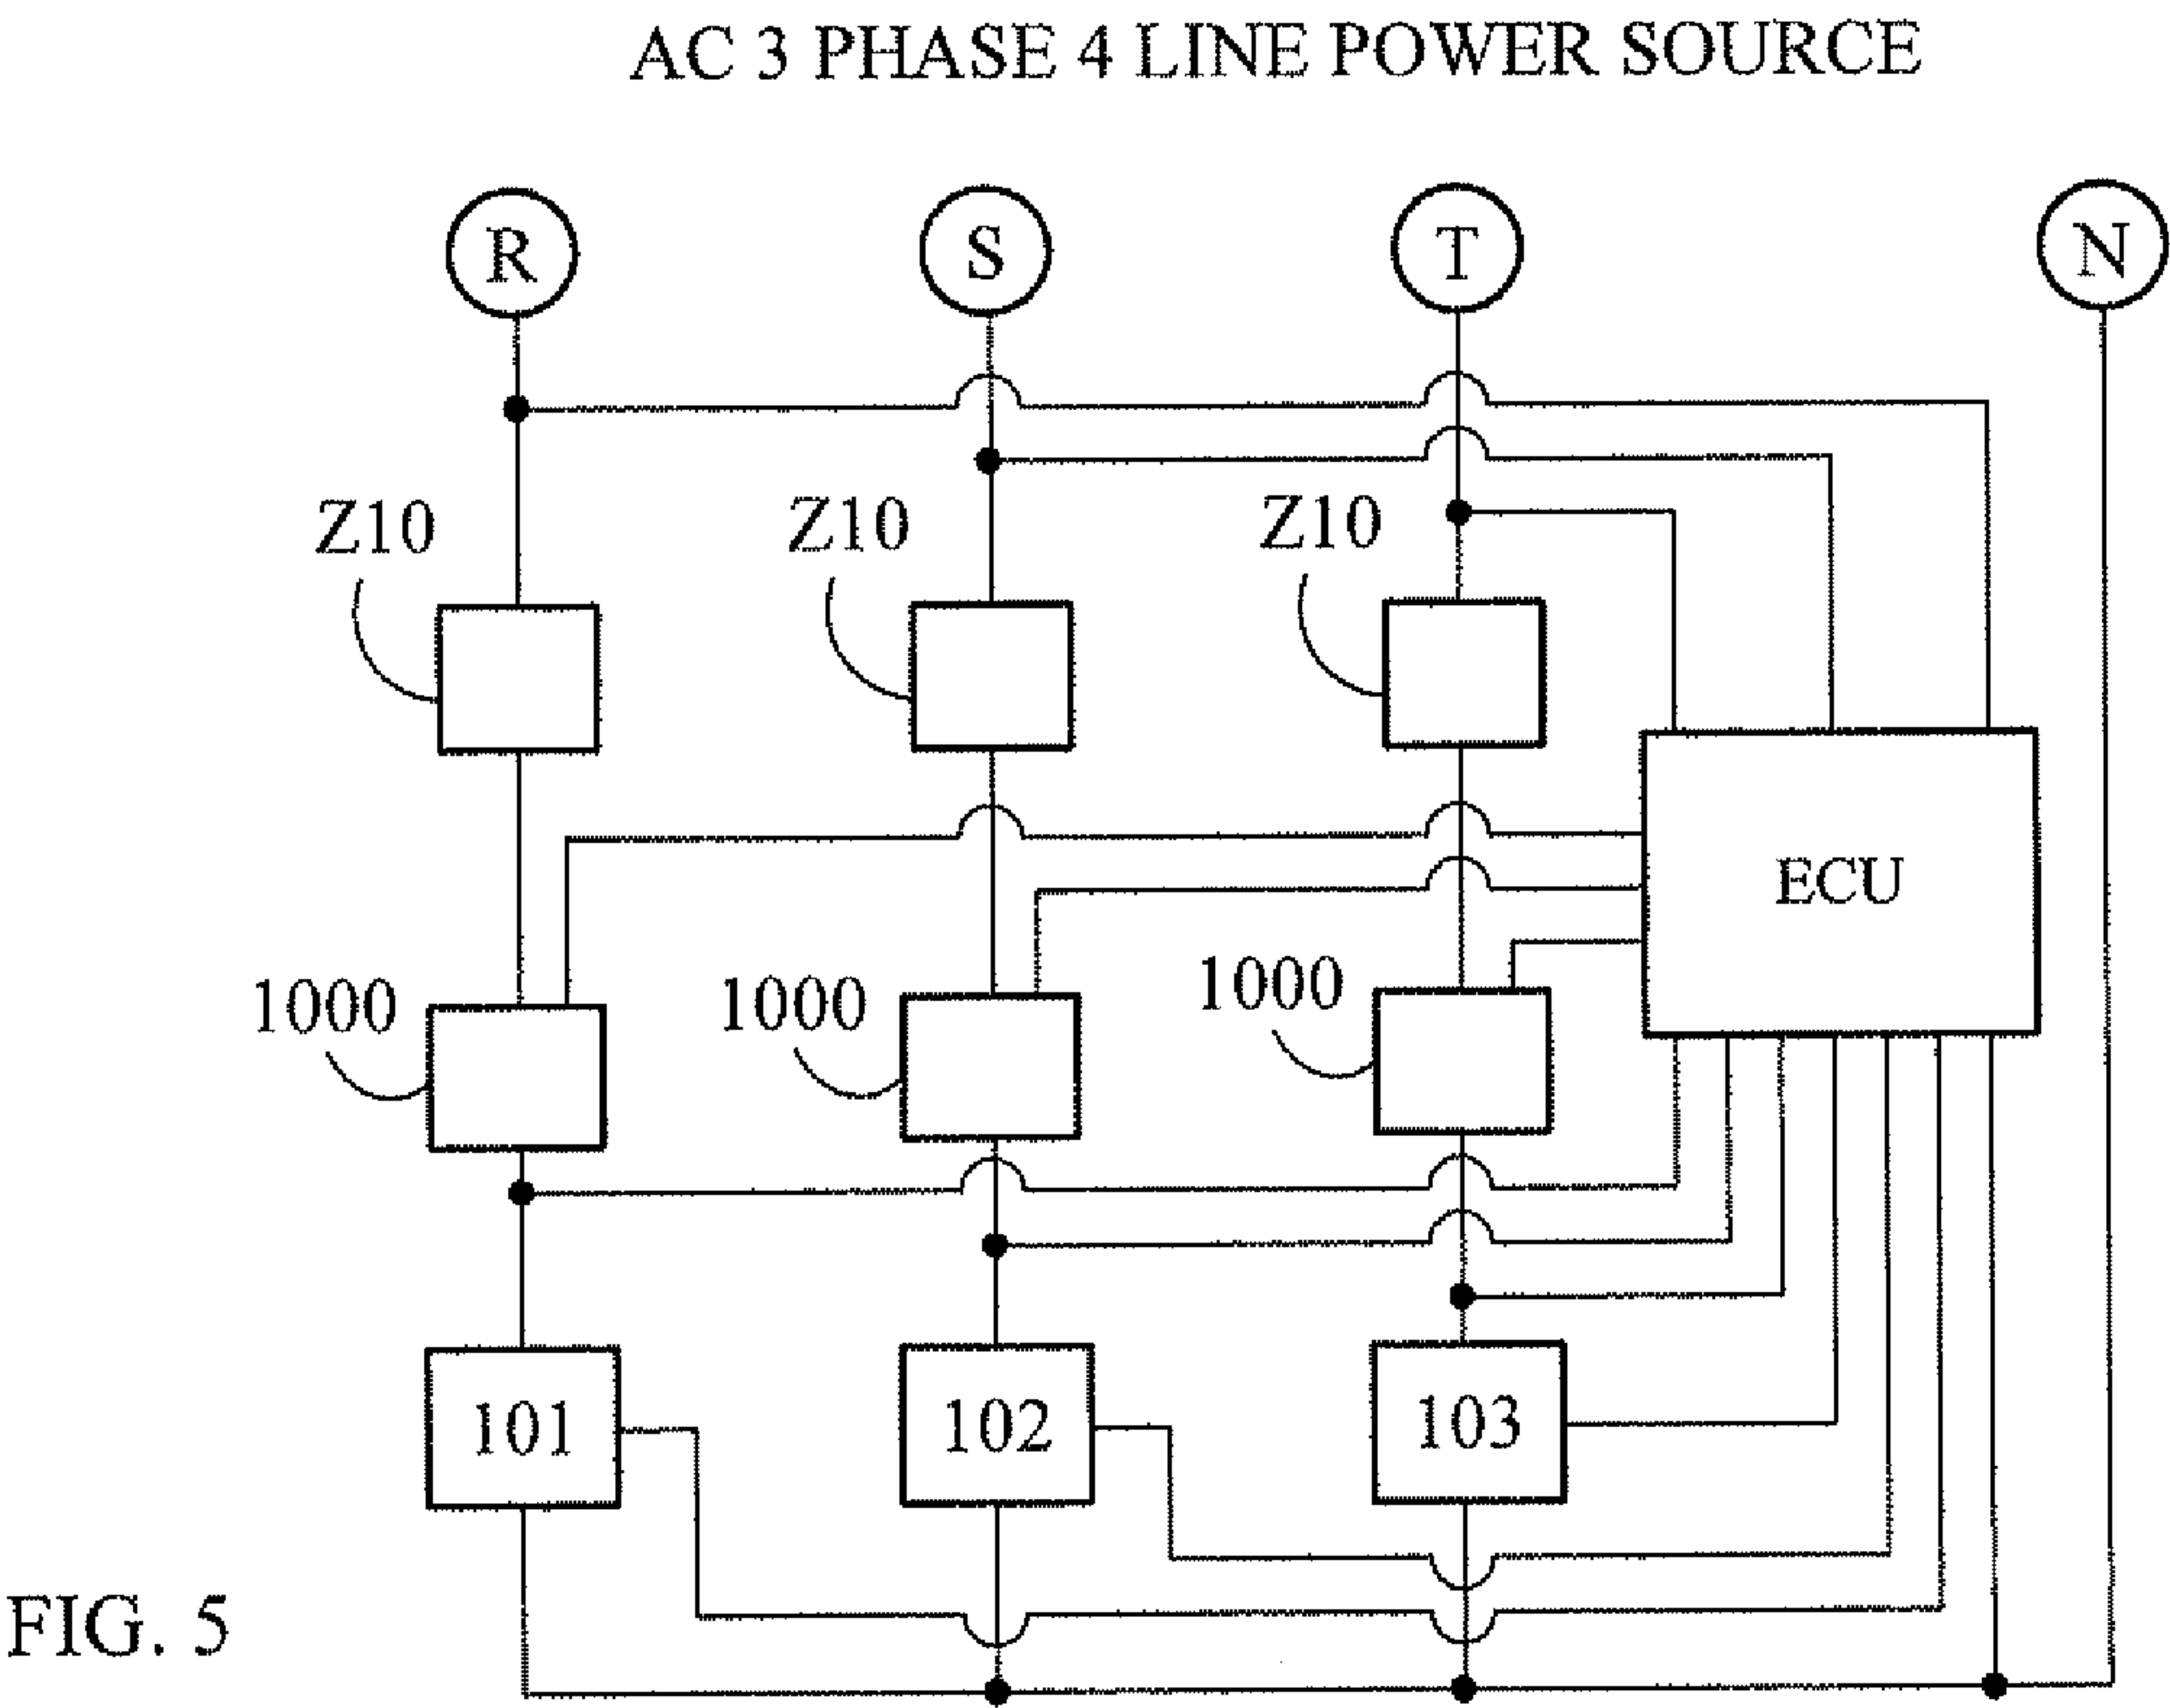 AC 3 PHASE 4 LINE POWER SOURCE
R S T N
Z10 Z10 Z10
ECU
1000 1000 1000
101 102 103
FIG. 5